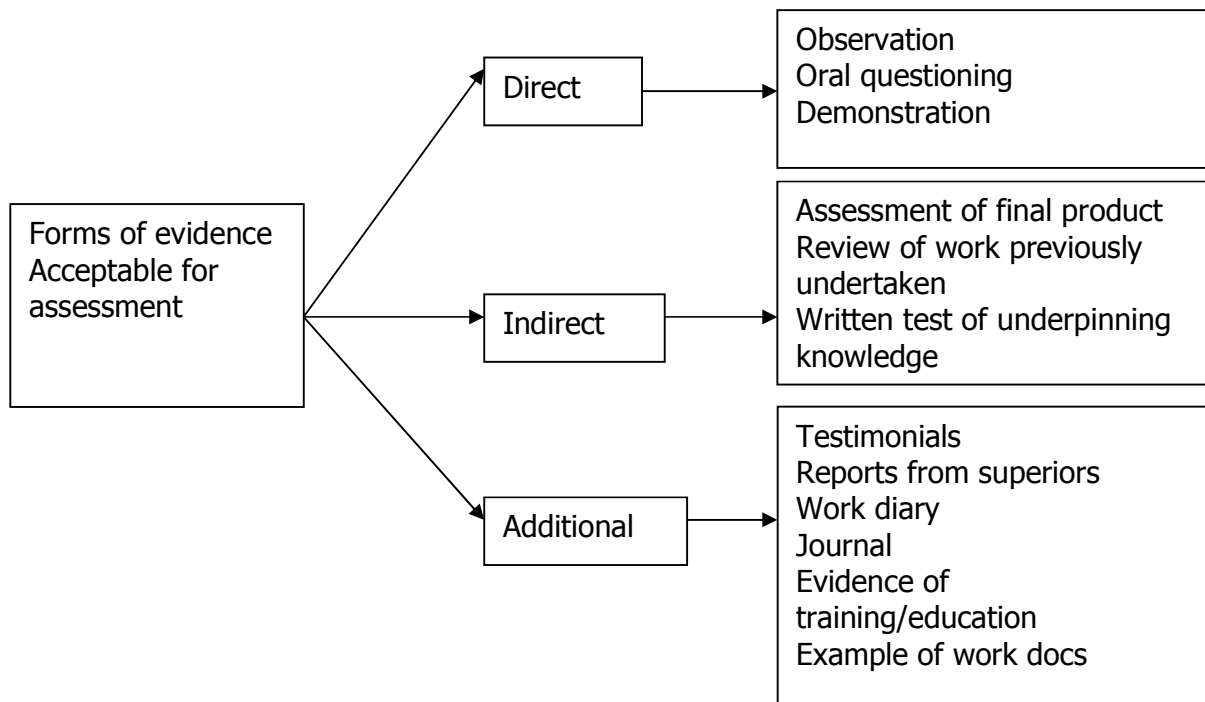 Forms of evidence
Acceptable for
assessment
Direct
Observation
Oral questioning
Demonstration
Indirect
Assessment of final product
Review of work previously
undertaken
Written test of underpinning
knowledge
Additional
Testimonials
Reports from superiors
Work diary
Journal
Evidence of
training/education
Example of work docs